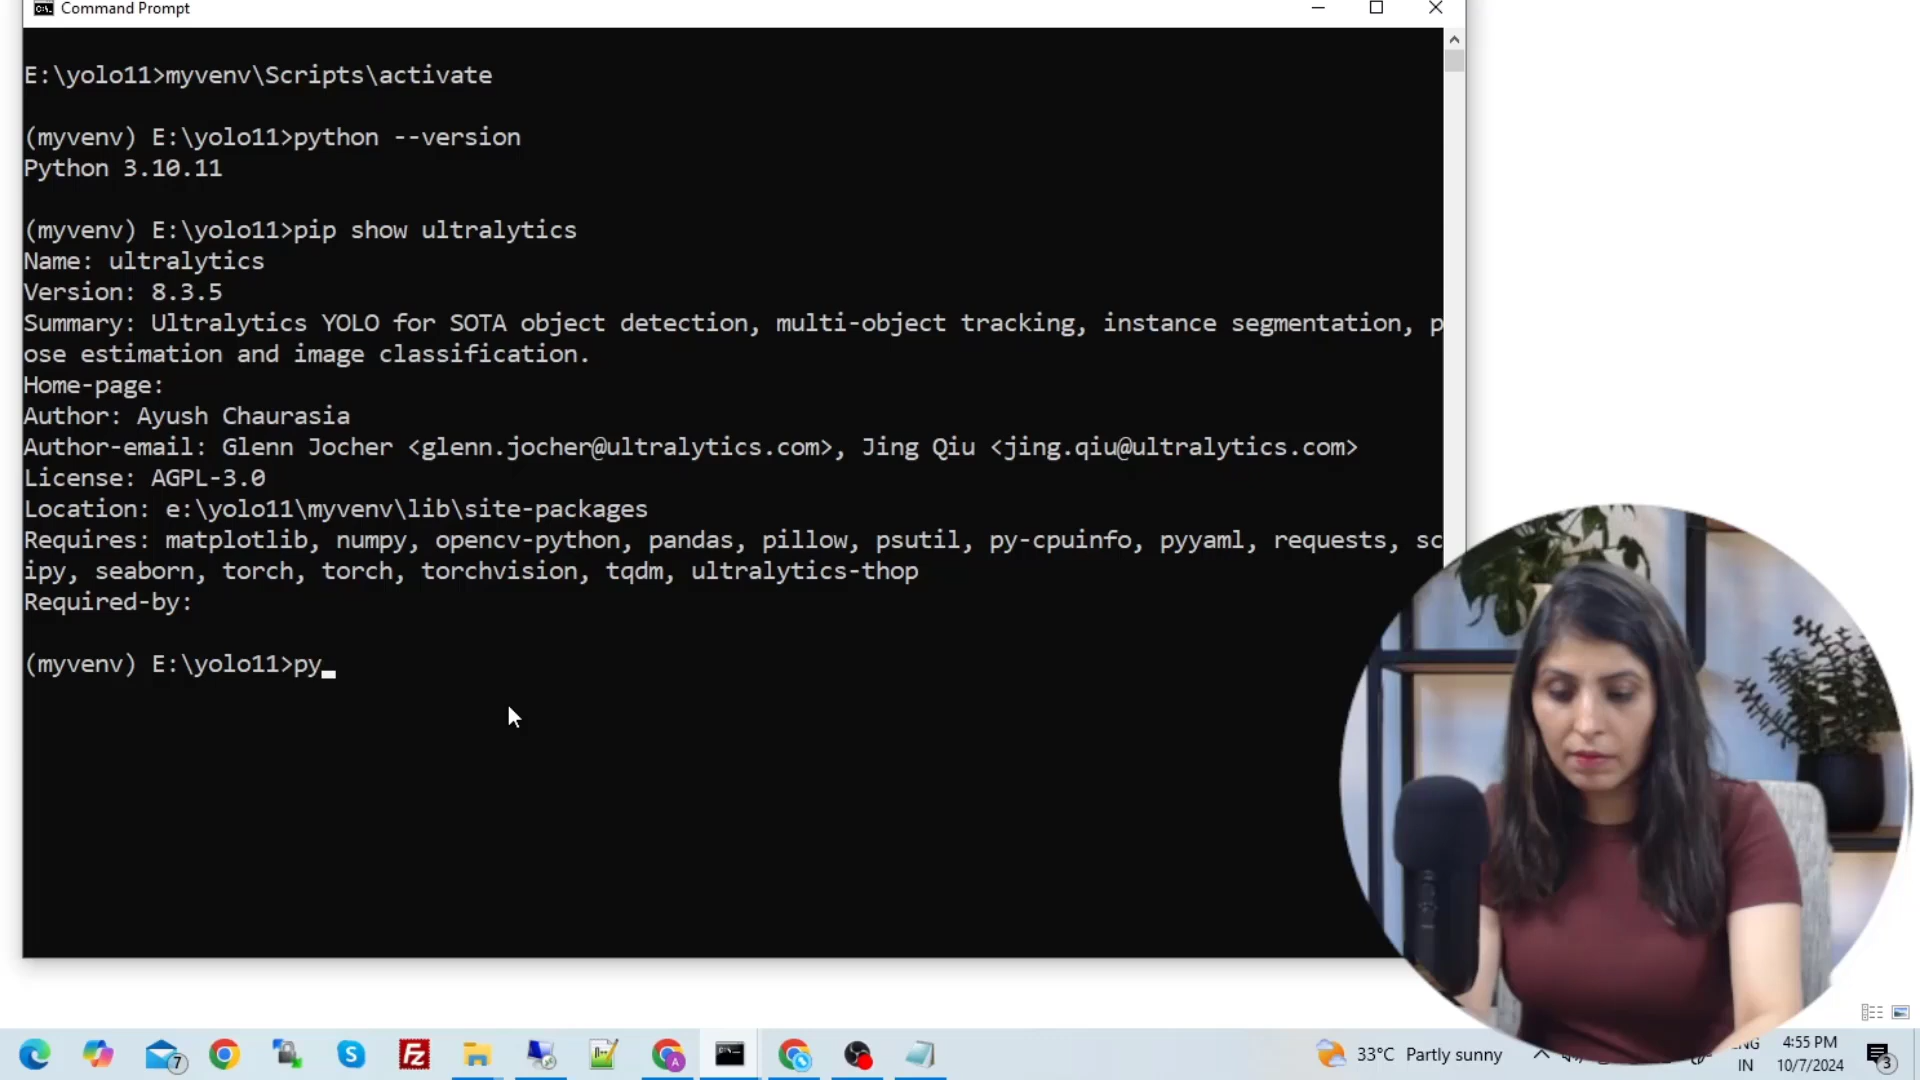 Command Prompt
E:\yolo11>myvenv\Scripts\activate
(myvenv) E:\yolo11>python --version
Python 3.10.11
(myvenv) E:\yolo11>pip show ultralytics
Name: ultralytics
Version: 8.3.5
Summary: Ultralytics YOLO for SOTA object detection, multi-object tracking, instance segmentation, p
ose estimation and image classification.
Home-page:
Author: Ayush Chaurasia
Author-email: Glenn Jocher <glenn.jocher@ultralytics.com>, Jing Qiu <jing.qiu@ultralytics.com>
License: AGPL-3.0
Location: e:\yolo11\myvenv\lib\site-packages
Requires: matplotlib, numpy, opencv-python, pandas, pillow, psutil, py-cpuinfo, pyyaml, requests, sc
ipy, seaborn, torch, torch, torchvision, tqdm, ultralytics-thop
Required-by:
(myvenv) E:\yolo11>py
7
A
33°C Partly sunny
IN
4:55 PM
10/7/2024
3